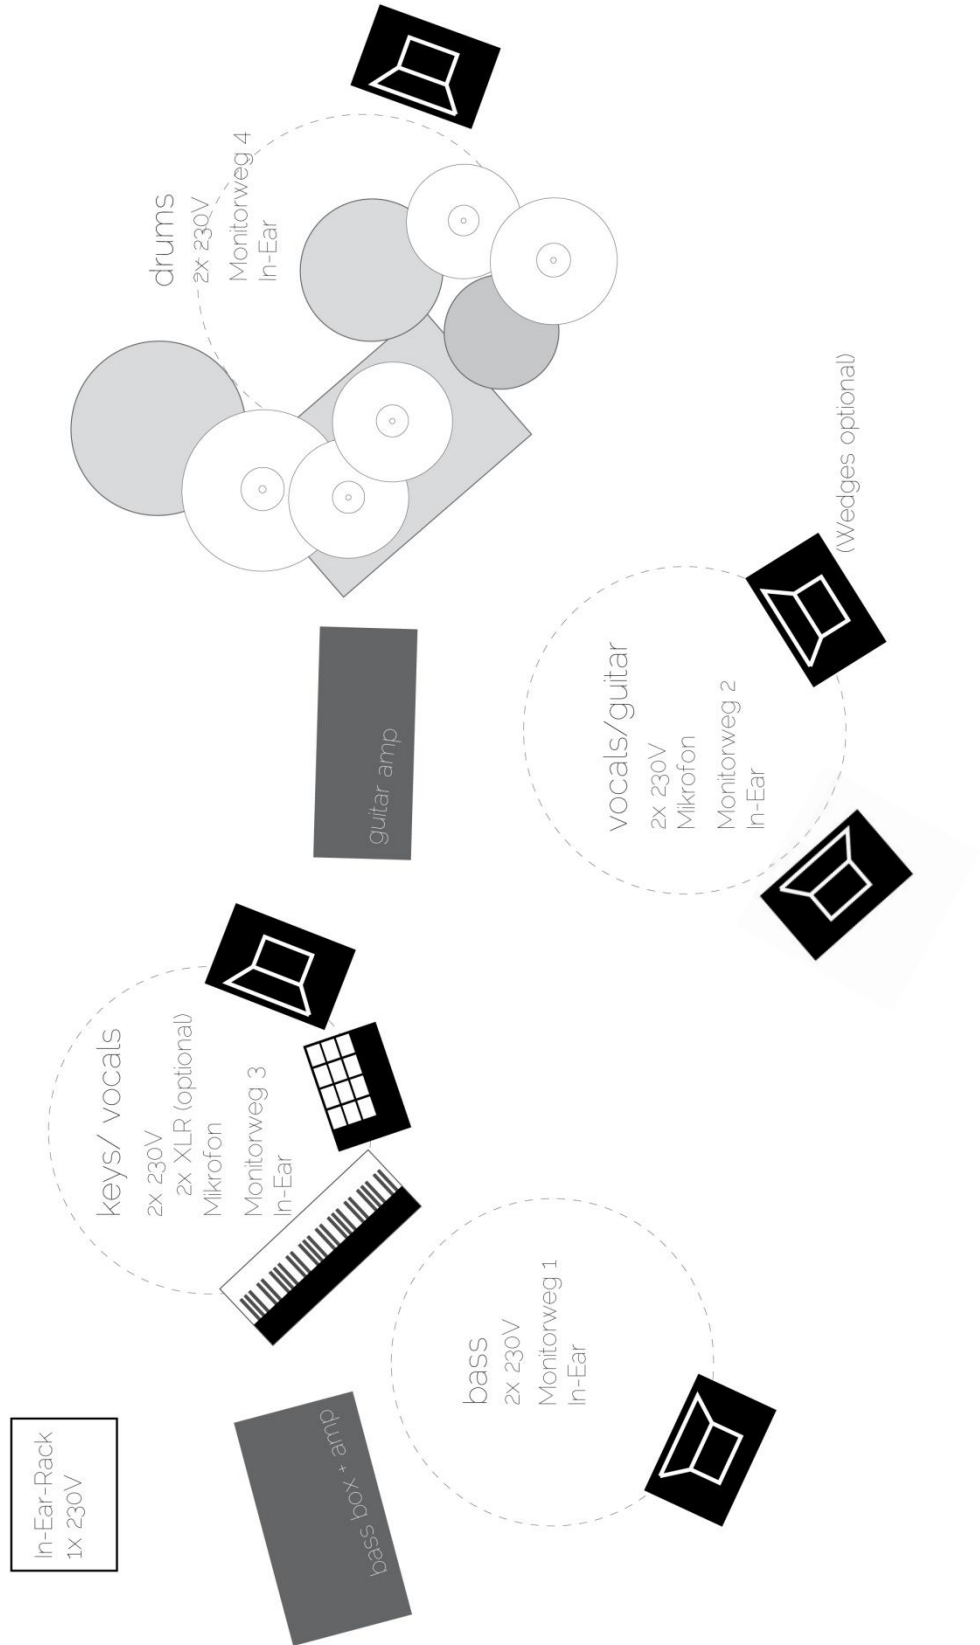 In-Ear-Rack
1x 230V
keys/ vocals
2x 230V
2x XLR (optional)
Mikrofon
Monitorweg 3
In-Ear
drums
2x 230V
Monitorweg 4
In-Ear
bass box + amp
guitar amp
bass
2x 230V
Monitorweg 1
In-Ear
vocals/guitar
2x 230V
Mikrofon
Monitorweg 2
In-Ear
(Wedges optional)